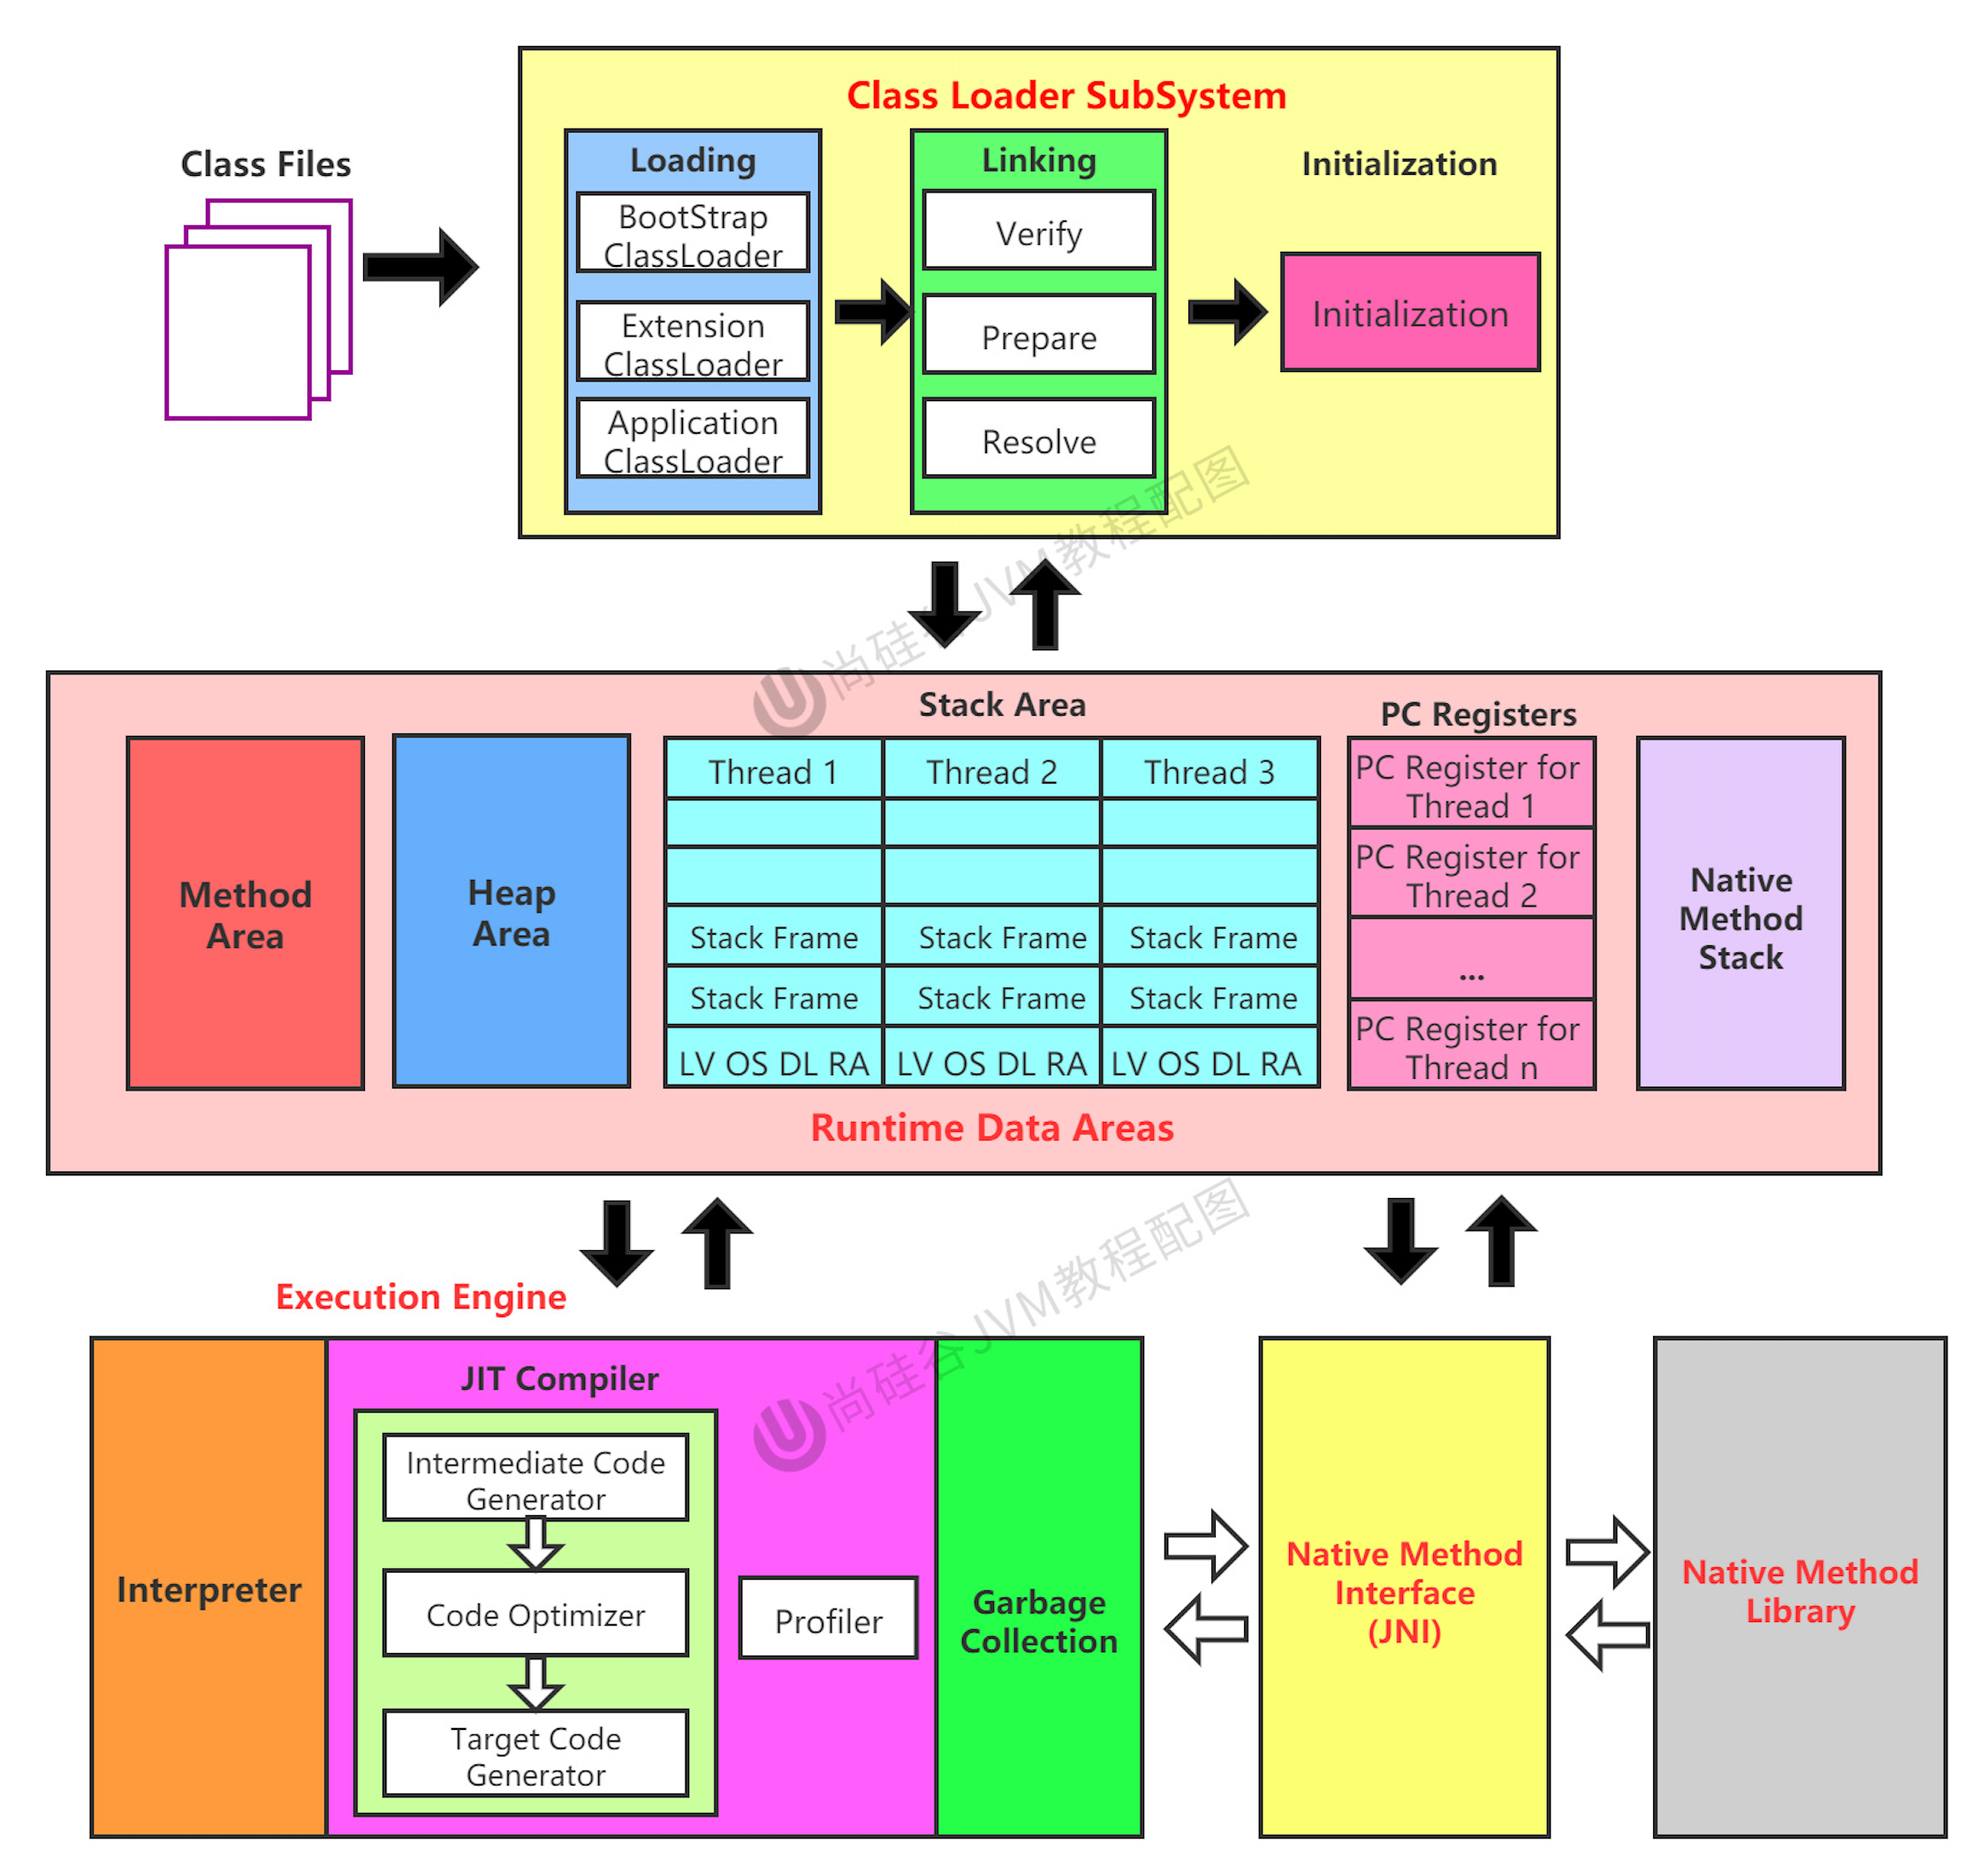 Class Loader SubSystem
Class Files
Loading
BootStrap
ClassLoader
Extension
ClassLoader
Application
ClassLoader
Linking
Verify
Prepare
Resolve
Initialization
Initialization
尚硅谷JVM教程配图
Stack Area
PC Registers
Method
Area
Heap
Area
Thread 1
Thread 2
Thread 3
Stack Frame
Stack Frame
Stack Frame
Stack Frame
Stack Frame
Stack Frame
LV OS DL RA
LV OS DL RA
LV OS DL RA
PC Register for
Thread 1
PC Register for
Thread 2
...
PC Register for
Thread n
Native
Method
Stack
Runtime Data Areas
尚硅谷JVM教程配图
Execution Engine
Interpreter
JIT Compiler
Intermediate Code
Generator
Code Optimizer
Target Code
Generator
Profiler
Garbage
Collection
Native Method
Interface
(JNI)
Native Method
Library